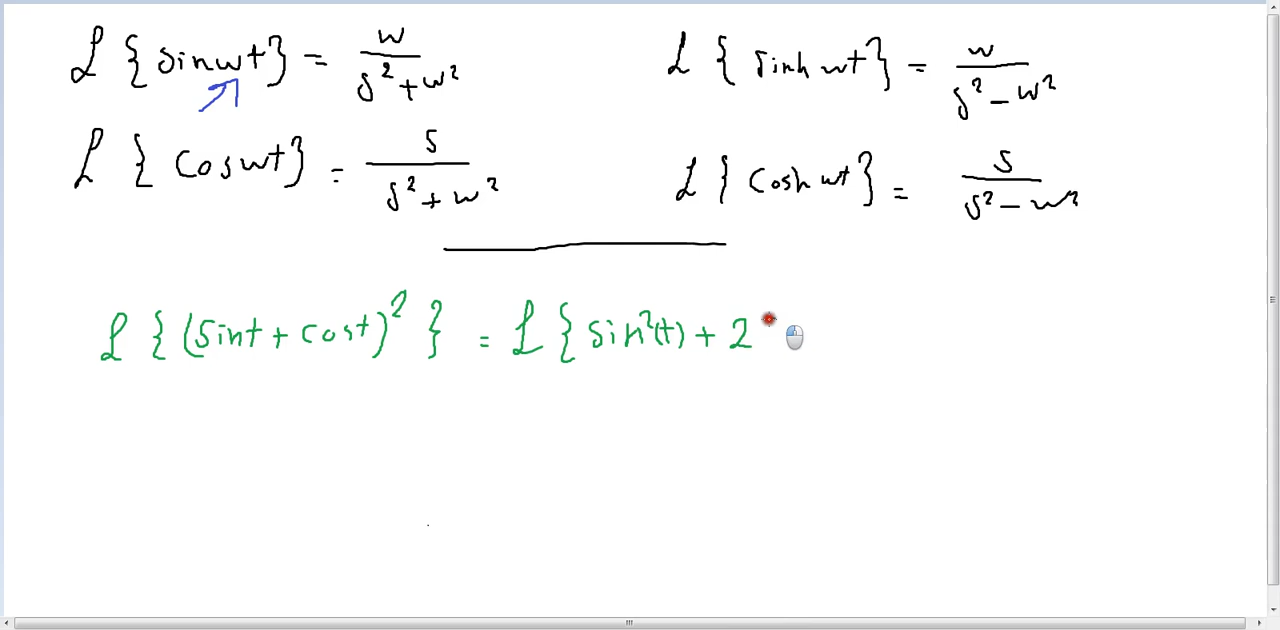 ℒ {sinwt} = w/(s²+w²)
ℒ {sinh wt} = w/(s²−w²)
ℒ {coswt} = s/(s²+w²)
ℒ {cosh wt} = s/(s²−w²)
ℒ {(sint + cost)²} = ℒ {sin²(t) + 2